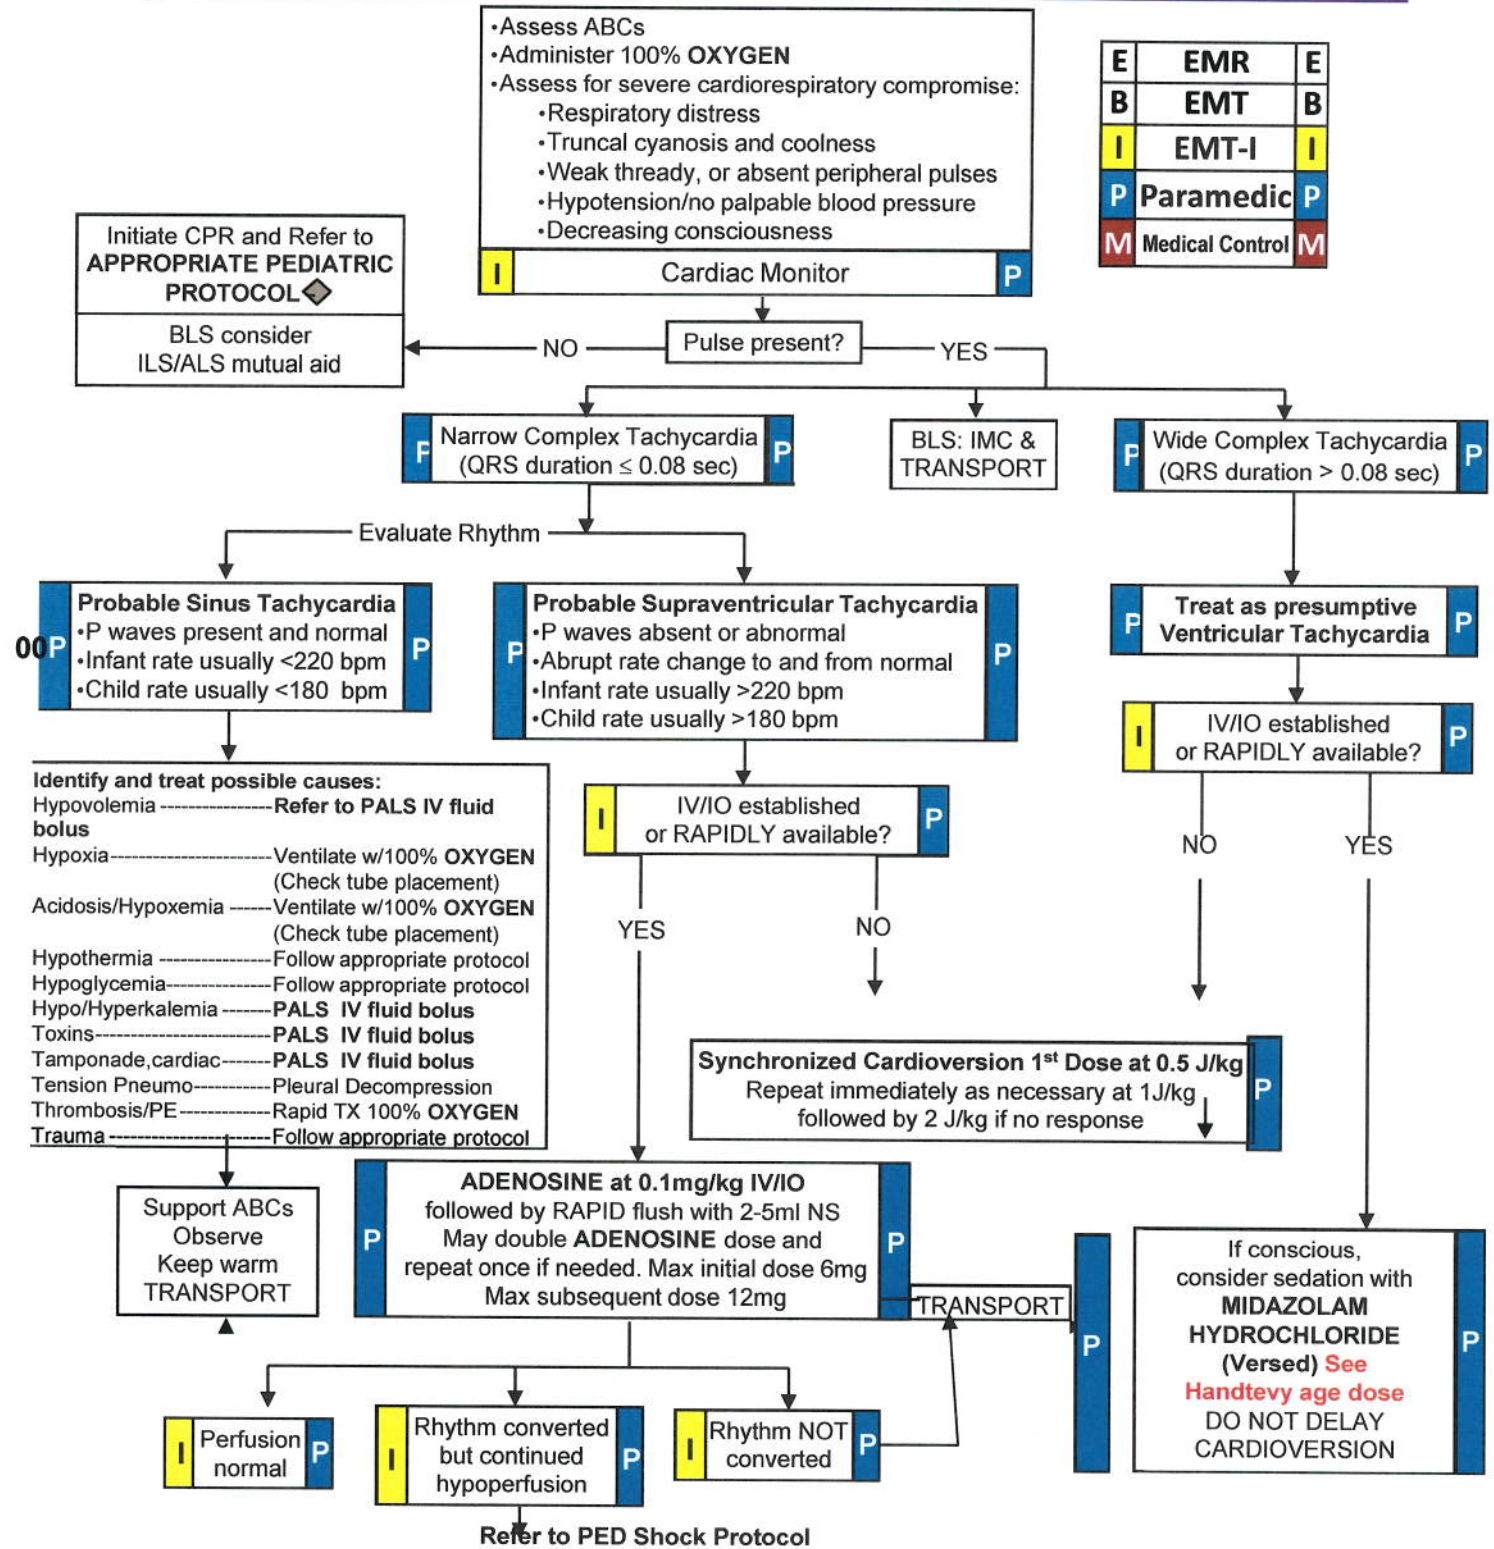 •Assess ABCs
•Administer 100% OXYGEN
•Assess for severe cardiorespiratory compromise:
•Respiratory distress
•Truncal cyanosis and coolness
•Weak thready, or absent peripheral pulses
•Hypotension/no palpable blood pressure
•Decreasing consciousness
I Cardiac Monitor P
E EMR E
B EMT B
I EMT-I I
P Paramedic P
M Medical Control M
Initiate CPR and Refer to
APPROPRIATE PEDIATRIC
PROTOCOL
BLS consider
ILS/ALS mutual aid
NO
Pulse present?
YES
P Narrow Complex Tachycardia P
(QRS duration ≤ 0.08 sec)
BLS: IMC &
TRANSPORT
P Wide Complex Tachycardia P
(QRS duration > 0.08 sec)
Evaluate Rhythm
00
P Probable Sinus Tachycardia P
•P waves present and normal
•Infant rate usually <220 bpm
•Child rate usually <180 bpm
P Probable Supraventricular Tachycardia P
•P waves absent or abnormal
•Abrupt rate change to and from normal
•Infant rate usually >220 bpm
•Child rate usually >180 bpm
P Treat as presumptive P
Ventricular Tachycardia
I IV/IO established P
or RAPIDLY available?
NO
YES
Identify and treat possible causes:
Hypovolemia ----------------Refer to PALS IV fluid
bolus
Hypoxia-----------------------Ventilate w/100% OXYGEN
(Check tube placement)
Acidosis/Hypoxemia ------Ventilate w/100% OXYGEN
(Check tube placement)
Hypothermia ----------------Follow appropriate protocol
Hypoglycemia---------------Follow appropriate protocol
Hypo/Hyperkalemia -------PALS IV fluid bolus
Toxins-------------------------PALS IV fluid bolus
Tamponade,cardiac-------PALS IV fluid bolus
Tension Pneumo-----------Pleural Decompression
Thrombosis/PE-------------Rapid TX 100% OXYGEN
Trauma -----------------------Follow appropriate protocol
I IV/IO established P
or RAPIDLY available?
YES
NO
Synchronized Cardioversion 1st Dose at 0.5 J/kg P
Repeat immediately as necessary at 1J/kg
followed by 2 J/kg if no response
Support ABCs
Observe
Keep warm
TRANSPORT
P ADENOSINE at 0.1mg/kg IV/IO P
followed by RAPID flush with 2-5ml NS
May double ADENOSINE dose and
repeat once if needed. Max initial dose 6mg
Max subsequent dose 12mg
TRANSPORT
P
If conscious, P
consider sedation with
MIDAZOLAM
HYDROCHLORIDE
(Versed) See
Handtevy age dose
DO NOT DELAY
CARDIOVERSION
I Perfusion P
normal
I Rhythm converted P
but continued
hypoperfusion
I Rhythm NOT P
converted
Refer to PED Shock Protocol